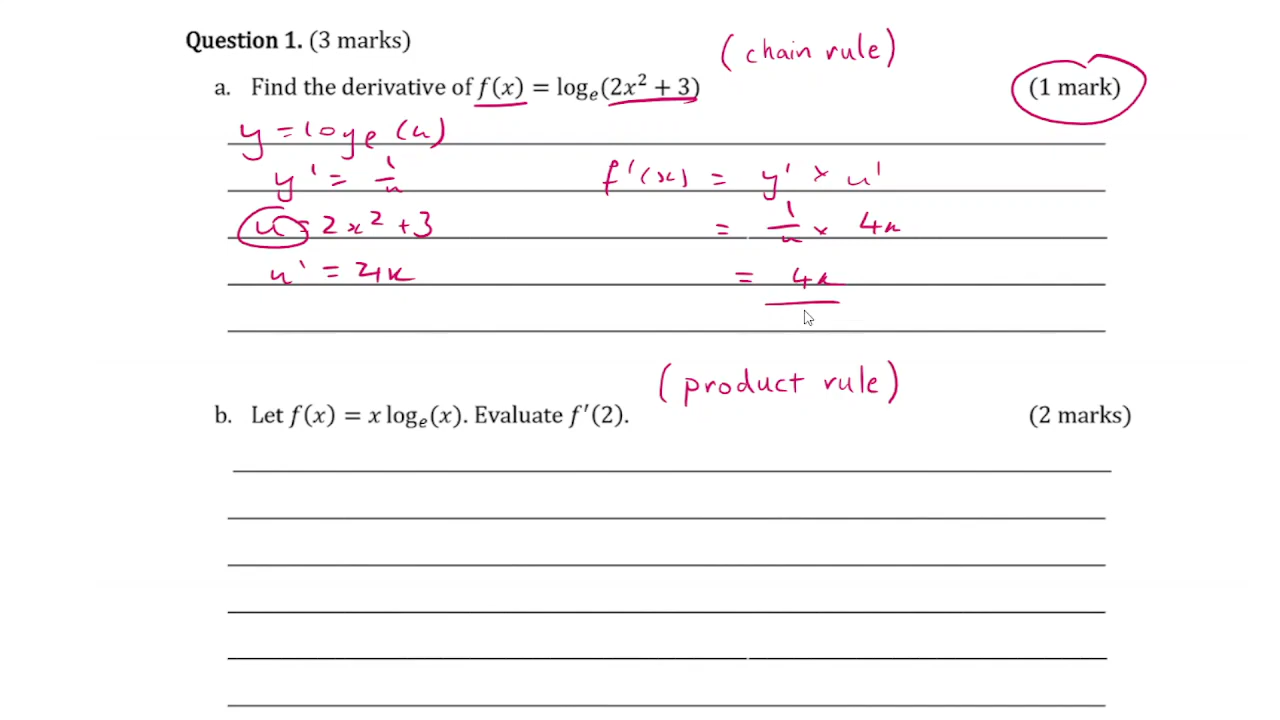 Question 1. (3 marks)
(chain rule)
a. Find the derivative of f(x) = logₑ(2x² + 3) (1 mark)
y = logₑ(u)
y' = 1/u
u = 2x² + 3
u' = 4x
f'(x) = y' × u'
= 1/u × 4x
= 4x
(product rule)
b. Let f(x) = x logₑ(x). Evaluate f′(2). (2 marks)